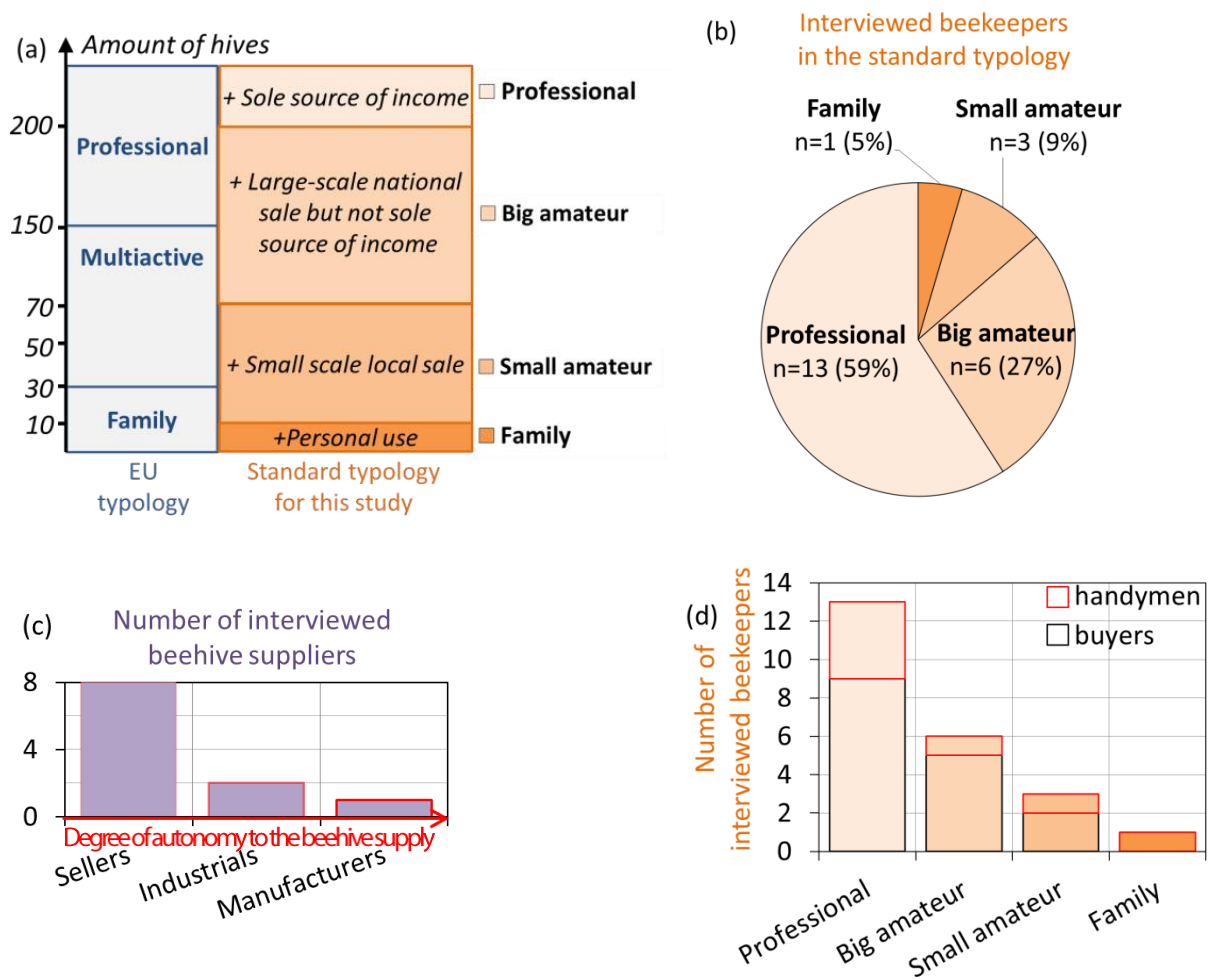 (a)
Amount of hives
200
150
70
50
30
10
Professional
Multiactive
Family
+ Sole source of income
+ Large-scale national
sale but not sole
source of income
+ Small scale local sale
+Personal use
Professional
Big amateur
Small amateur
Family
EU
typology
Standard typology
for this study
(b)
Interviewed beekeepers
in the standard typology
Family
n=1 (5%)
Small amateur
n=3 (9%)
Professional
n=13 (59%)
Big amateur
n=6 (27%)
(c)
Number of interviewed
beehive suppliers
8
4
0
Degree of autonomy to the beehive supply
Sellers
Industrials
Manufacturers
(d)
Number of
interviewed beekeepers
14
12
10
8
6
4
2
0
handymen
buyers
Professional
Big amateur
Small amateur
Family